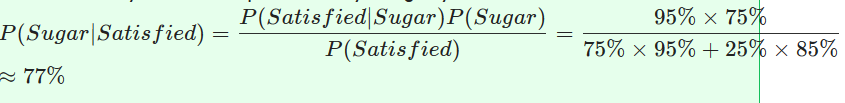 P(Sugar|Satisfied) = P(Satisfied|Sugar)P(Sugar) / P(Satisfied) = 95% × 75% / 75% × 95% + 25% × 85%
≈ 77%